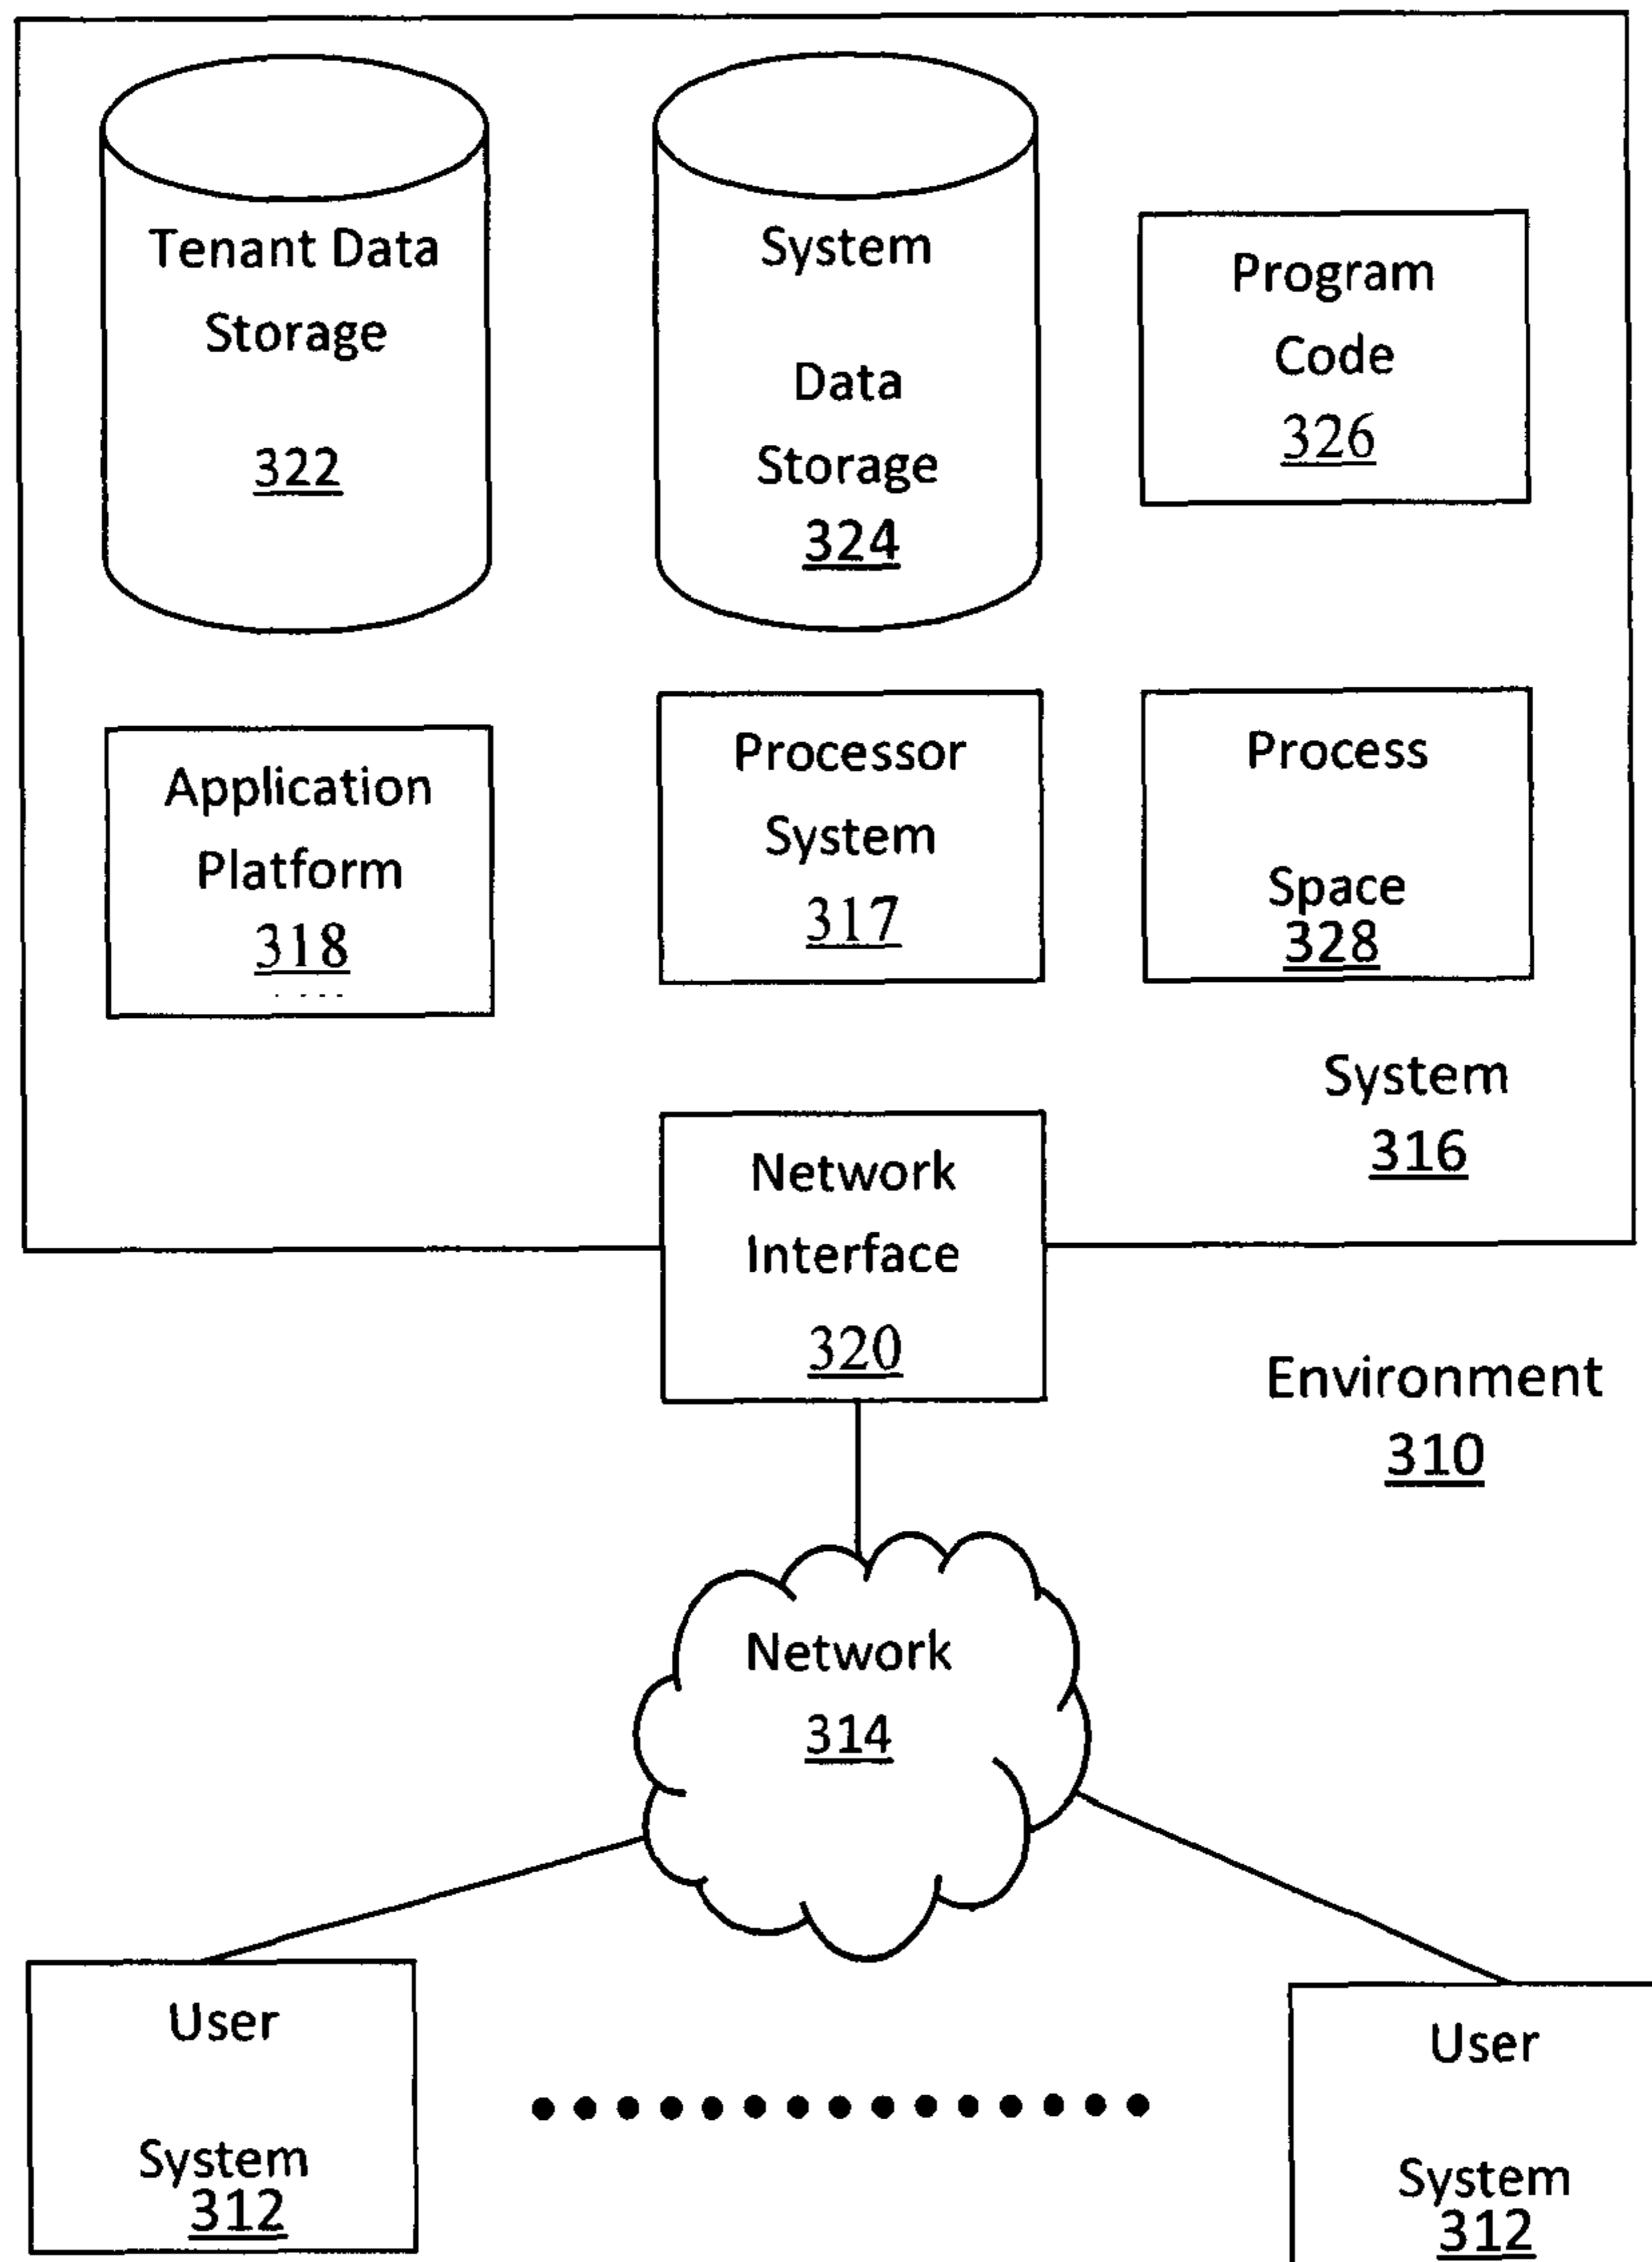 Tenant Data
Storage
322
System
Data
Storage
324
Program
Code
326
Application
Platform
318
Processor
System
317
Process
Space
328
System
316
Network
Interface
320
Environment
310
Network
314
User
System
312
User
System
312